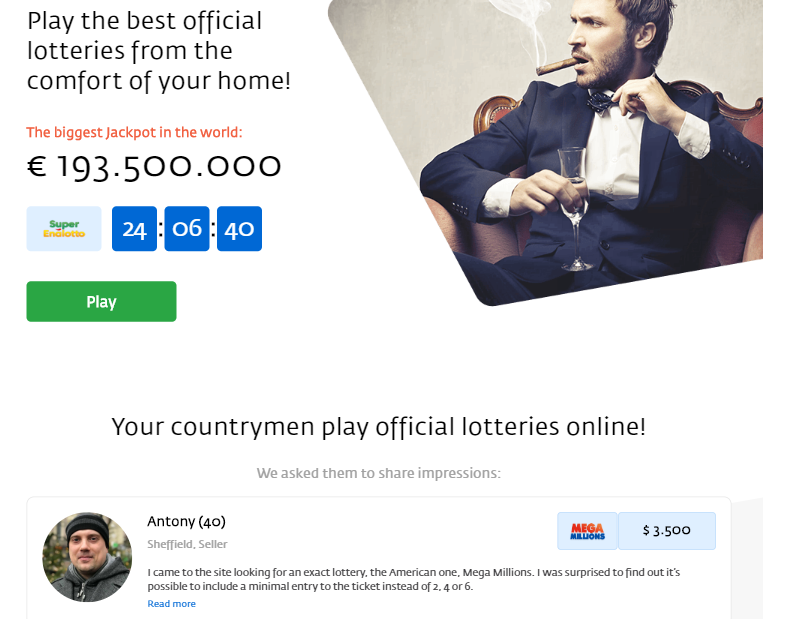 Play the best official
lotteries from the
comfort of your home!
The biggest Jackpot in the world:
€ 193.500.000
Super
Enalotto
24 : 06 : 40
Play
Your countrymen play official lotteries online!
We asked them to share impressions:
Antony (40)
Sheffield, Seller
MEGA
MILLIONS
$ 3.500
I came to the site looking for an exact lottery, the American one, Mega Millions. I was surprised to find out it's
possible to include a minimal entry to the ticket instead of 2, 4 or 6.
Read more